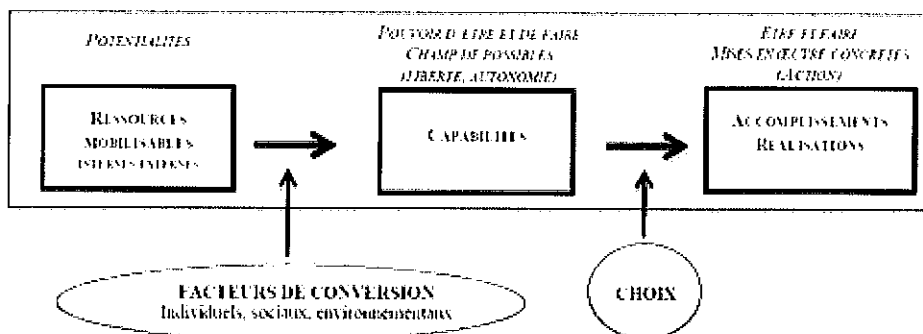 POTENTIALITES
POUVOIR D'ETRE ET DE FAIRE
CHAMP DE POSSIBLES
(LIBERTE, AUTONOMIE)
ETRE ET FAIRE
MISES EN ŒUVRE CONCRETES
(ACTION)
RESSOURCES
MOBILISABLES
INTERNES EXTERNES
CAPABILITES
ACCOMPLISSEMENTS
REALISATIONS
FACTEURS DE CONVERSION
Individuels, sociaux, environnementaux
CHOIX